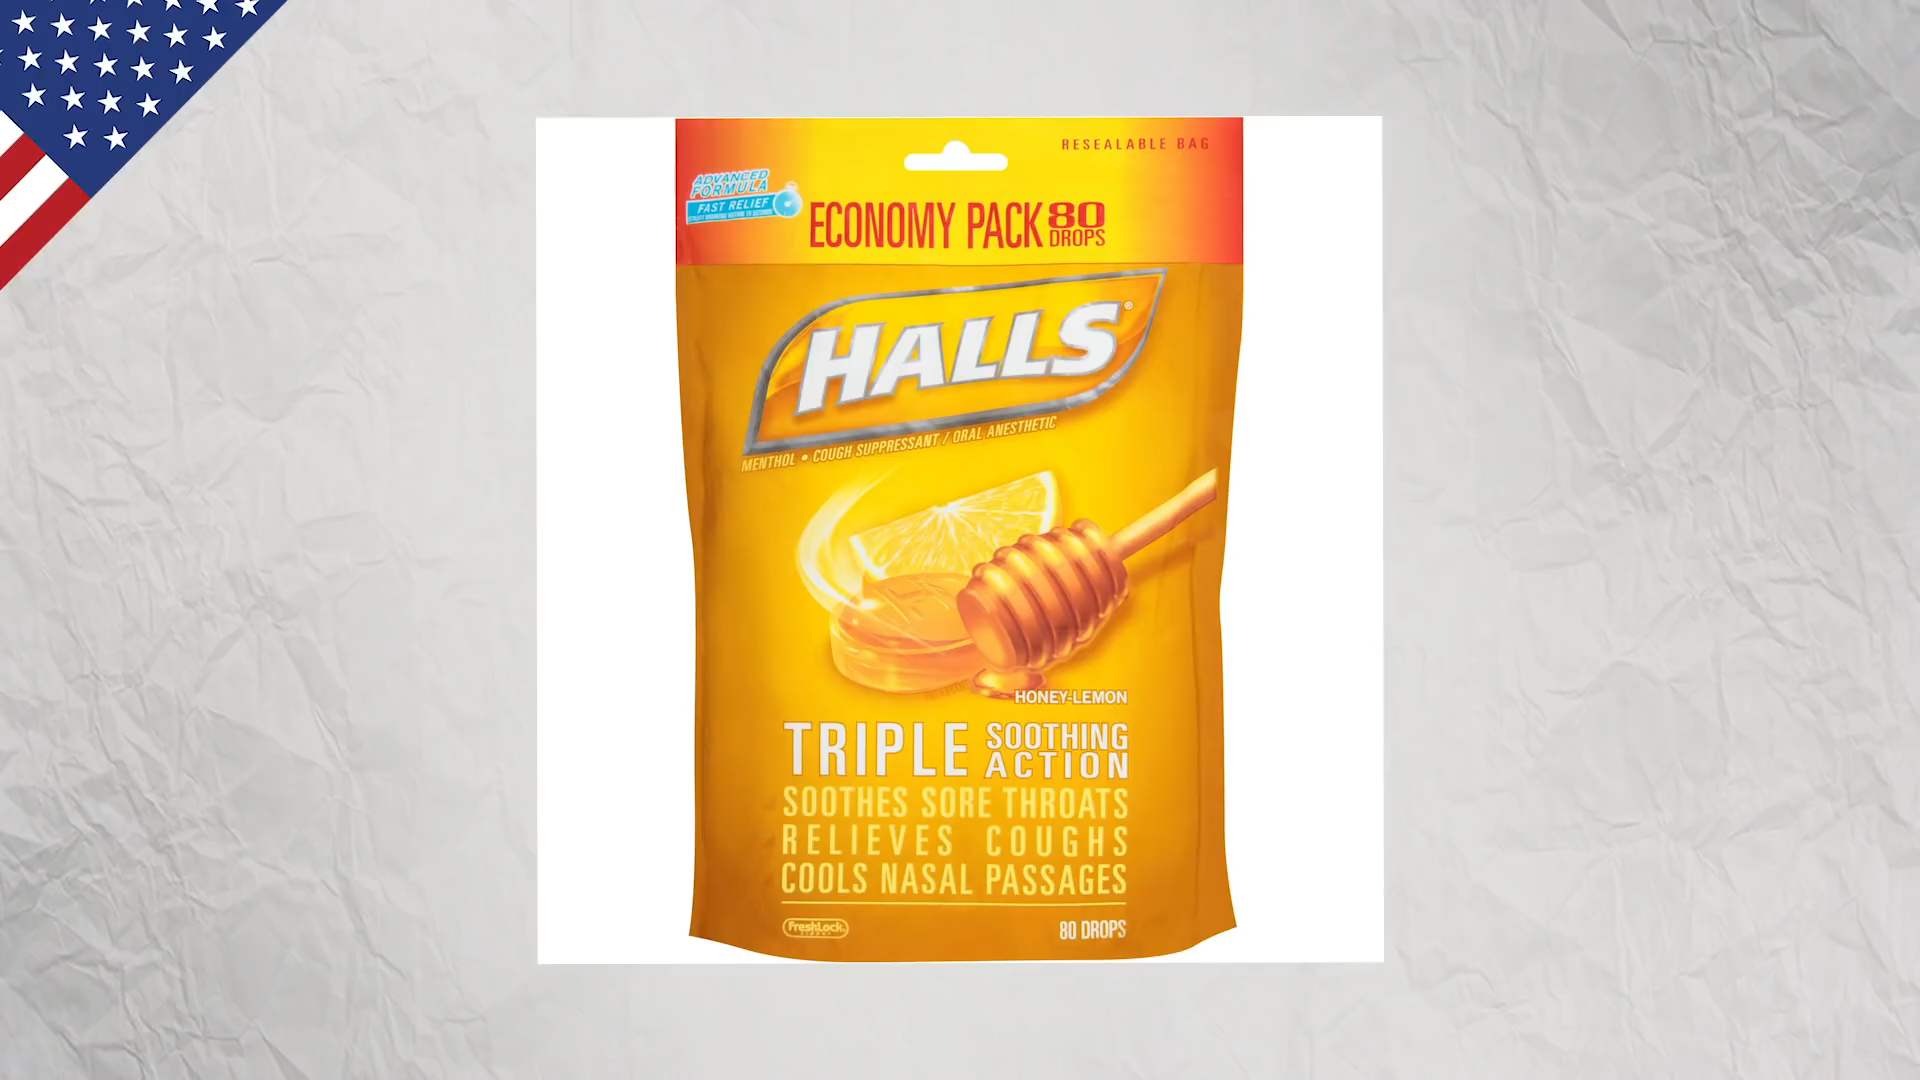 RESEALABLE BAG
ADVANCED
FORMULA
FAST RELIEF
ECONOMY PACK 80
DROPS
HALLS®
MENTHOL • COUGH SUPPRESSANT / ORAL ANESTHETIC
HONEY-LEMON
TRIPLE SOOTHING
ACTION
SOOTHES SORE THROATS
RELIEVES COUGHS
COOLS NASAL PASSAGES
FreshLock
80 DROPS